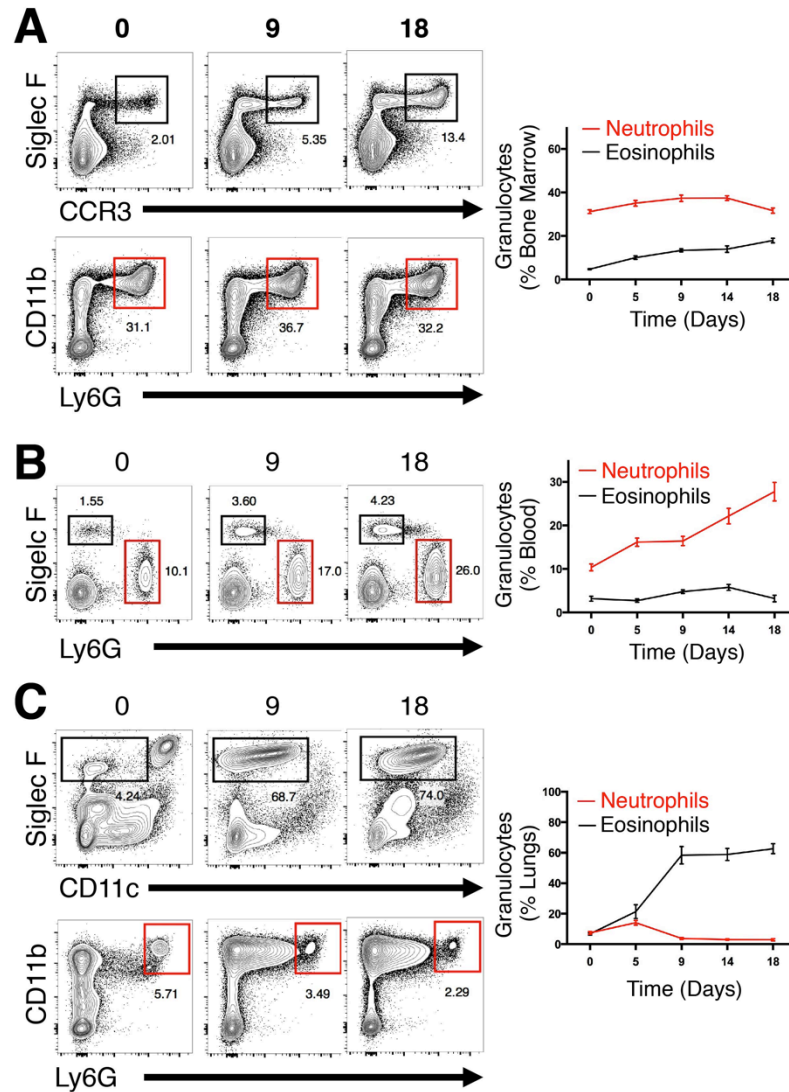 A
0 9 18
Siglec F
2.01 5.35 13.4
CCR3
CD11b
31.1 36.7 32.2
Ly6G
Neutrophils
Eosinophils
Granulocytes
(% Bone Marrow)
60
40
20
0
0 5 9 14 18
Time (Days)
B
0 9 18
Sigelc F
1.55 3.60 4.23
10.1 17.0 26.0
Ly6G
Neutrophils
Eosinophils
Granulocytes
(% Blood)
30
20
10
0
0 5 9 14 18
Time (Days)
C
0 9 18
Siglec F
4.24 68.7 74.0
CD11c
CD11b
5.71 3.49 2.29
Ly6G
Neutrophils
Eosinophils
Granulocytes
(% Lungs)
100
80
60
40
20
0
0 5 9 14 18
Time (Days)